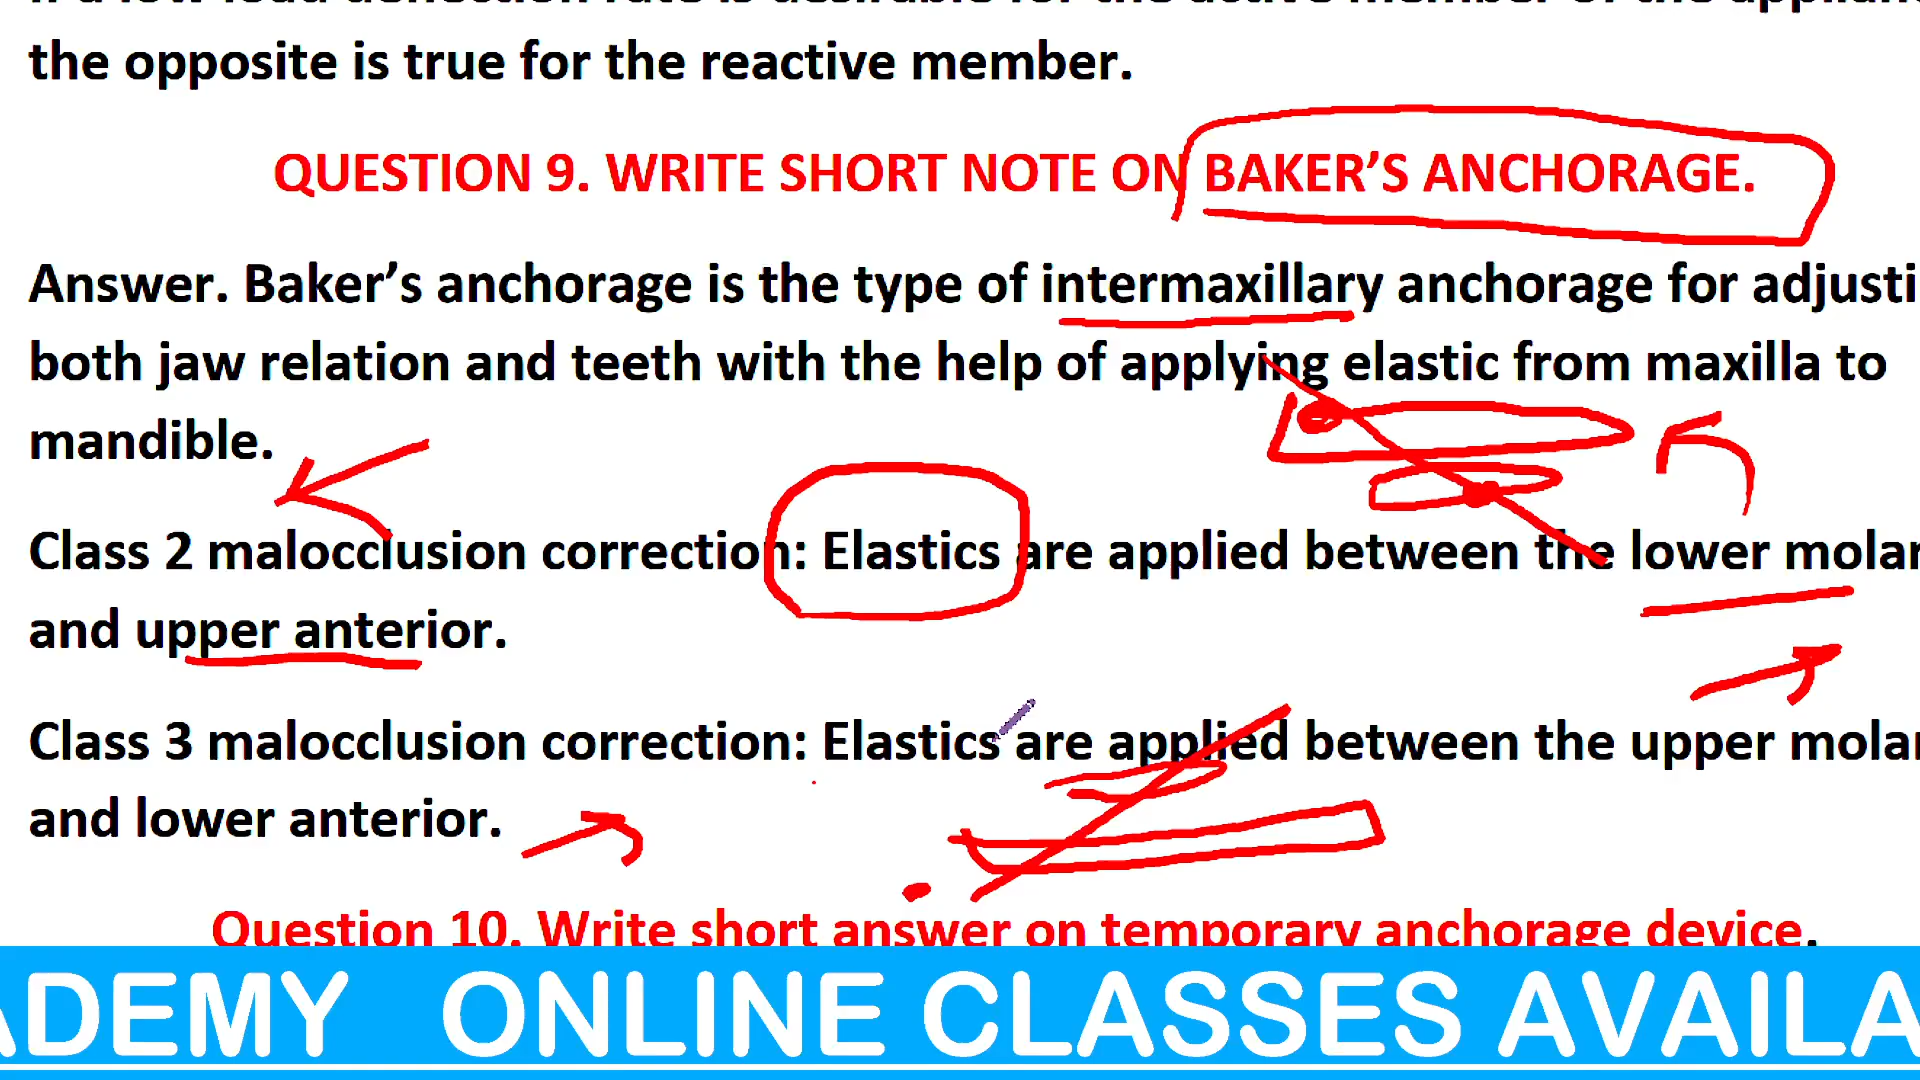 the opposite is true for the reactive member.
QUESTION 9. WRITE SHORT NOTE ON BAKER’S ANCHORAGE.
Answer. Baker’s anchorage is the type of intermaxillary anchorage for adjusti
both jaw relation and teeth with the help of applying elastic from maxilla to
mandible.
Class 2 malocclusion correction: Elastics are applied between the lower molar
and upper anterior.
Class 3 malocclusion correction: Elastics are applied between the upper molar
and lower anterior.
Question 10. Write short answer on temporary anchorage device.
ADEMY ONLINE CLASSES AVAILA